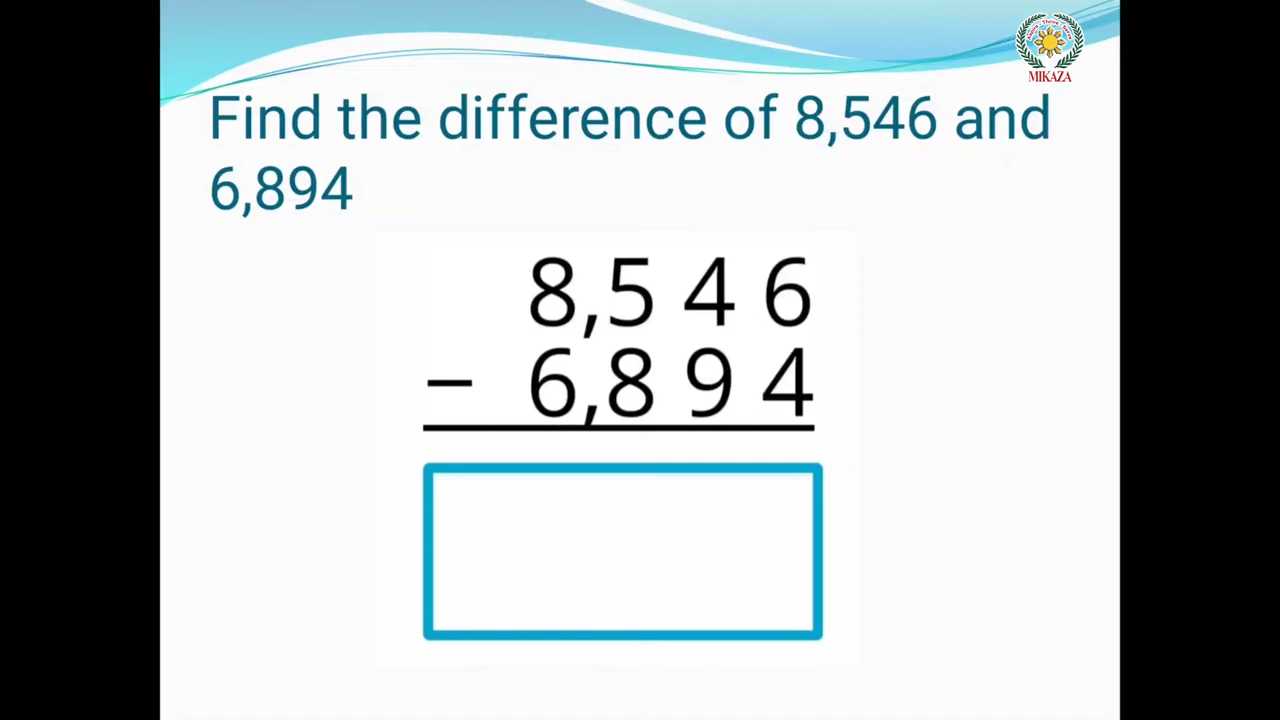 MIKAZA
Find the difference of 8,546 and
6,894
8,5 4 6
− 6,8 9 4